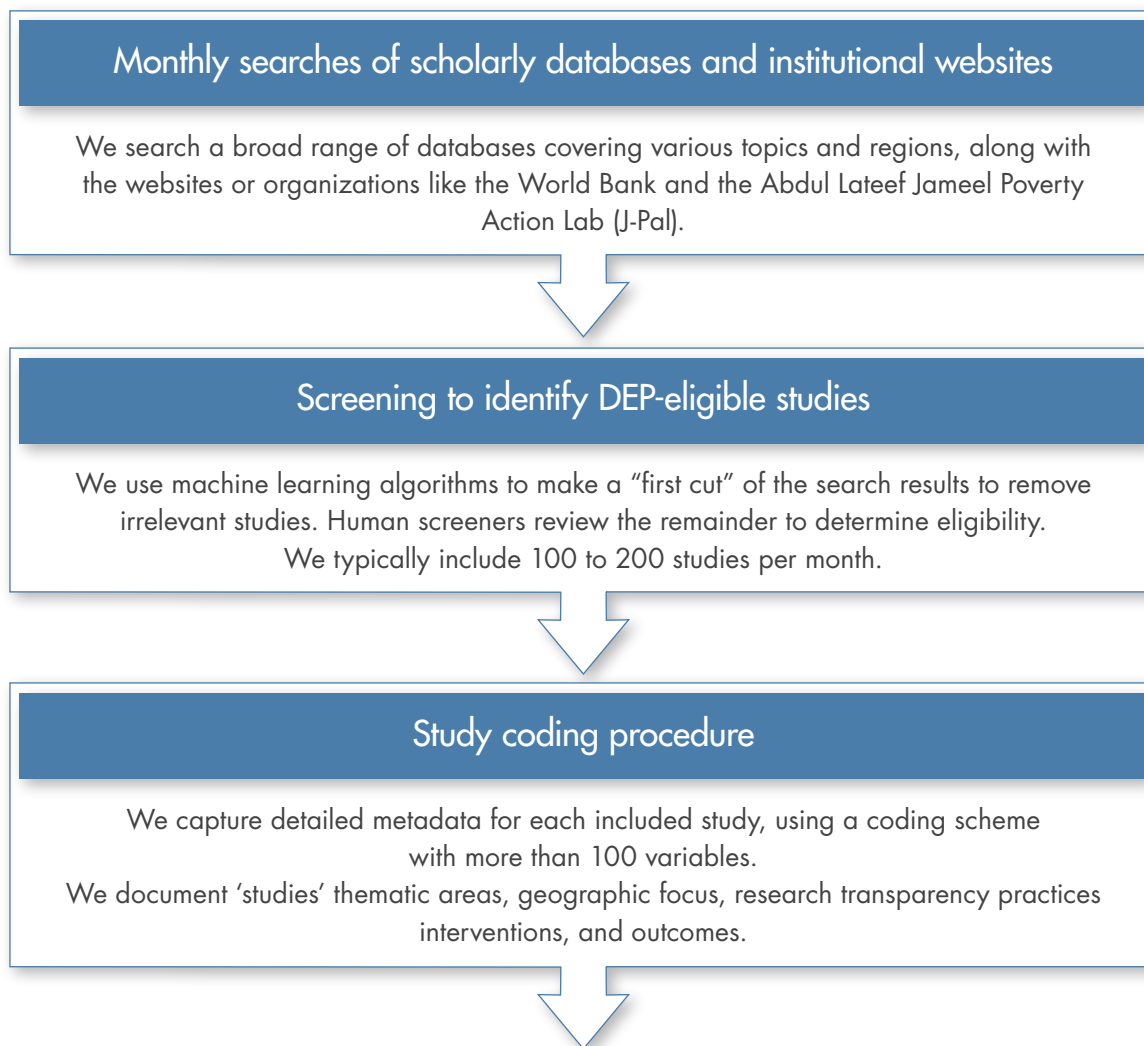 Monthly searches of scholarly databases and institutional websites
We search a broad range of databases covering various topics and regions, along with
the websites or organizations like the World Bank and the Abdul Lateef Jameel Poverty
Action Lab (J-Pal).
Screening to identify DEP-eligible studies
We use machine learning algorithms to make a “first cut” of the search results to remove
irrelevant studies. Human screeners review the remainder to determine eligibility.
We typically include 100 to 200 studies per month.
Study coding procedure
We capture detailed metadata for each included study, using a coding scheme
with more than 100 variables.
We document ‘studies’ thematic areas, geographic focus, research transparency practices
interventions, and outcomes.